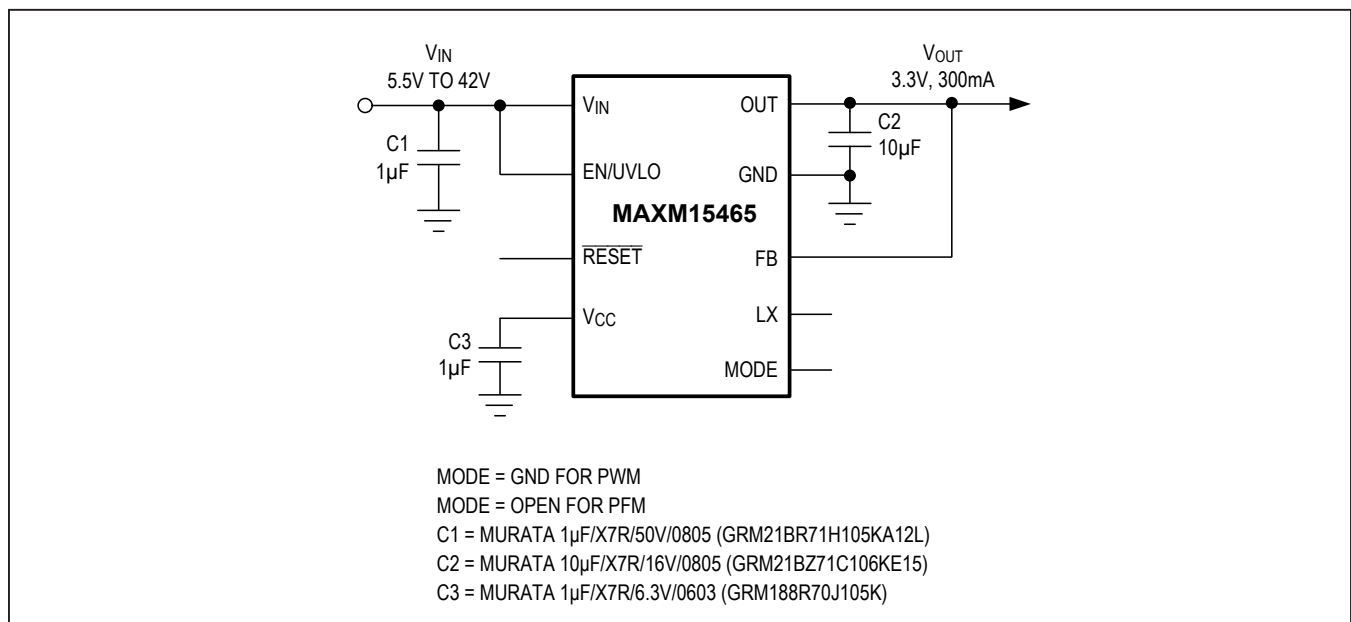 VIN
5.5V TO 42V
VOUT
3.3V, 300mA
VIN
OUT
C1
1µF
C2
10µF
EN/UVLO
GND
MAXM15465
RESET
FB
VCC
LX
C3
1µF
MODE
MODE = GND FOR PWM
MODE = OPEN FOR PFM
C1 = MURATA 1µF/X7R/50V/0805 (GRM21BR71H105KA12L)
C2 = MURATA 10µF/X7R/16V/0805 (GRM21BZ71C106KE15)
C3 = MURATA 1µF/X7R/6.3V/0603 (GRM188R70J105K)